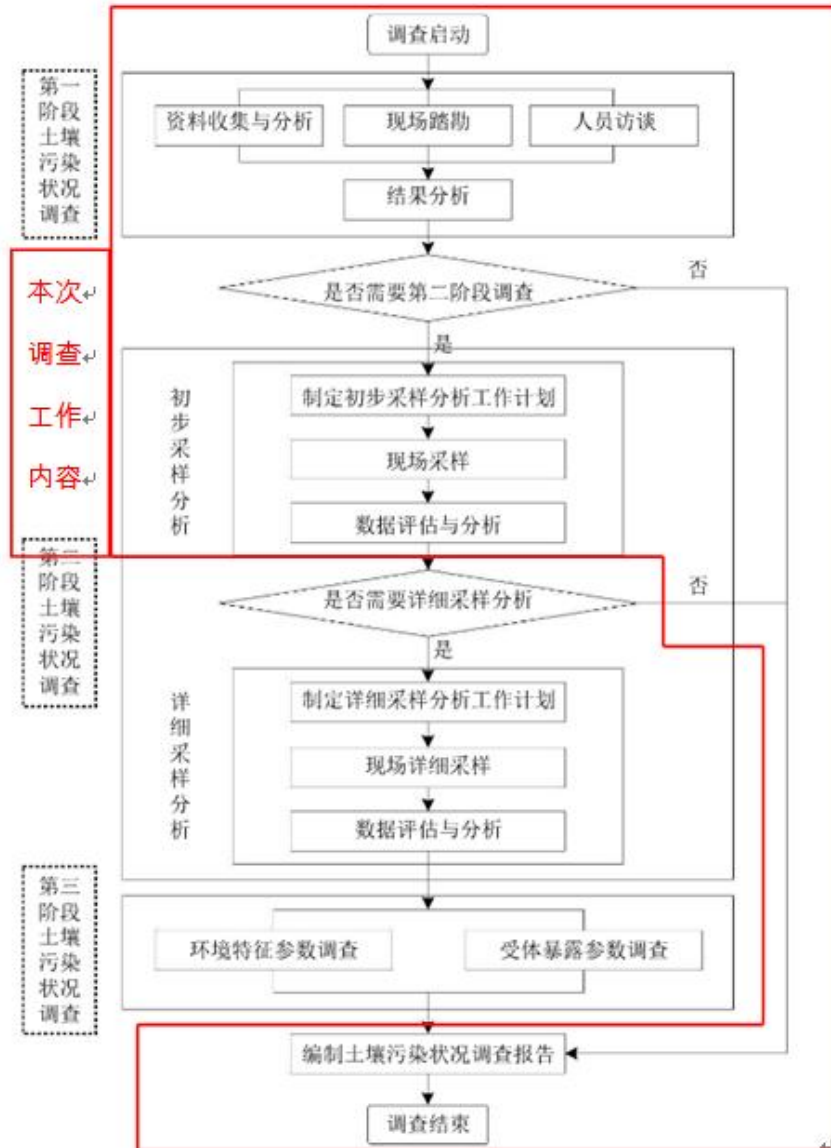 调查启动
第一
阶段
土壤
污染
状况
调查
资料收集与分析
现场踏勘
人员访谈
结果分析
本次
调查
工作
内容
是否需要第二阶段调查
否
是
初步采样分析
制定初步采样分析工作计划
现场采样
数据评估与分析
第二
阶段
土壤
污染
状况
调查
是否需要详细采样分析
否
是
详细采样分析
制定详细采样分析工作计划
现场详细采样
数据评估与分析
第三
阶段
土壤
污染
状况
调查
环境特征参数调查
受体暴露参数调查
编制土壤污染状况调查报告
调查结束